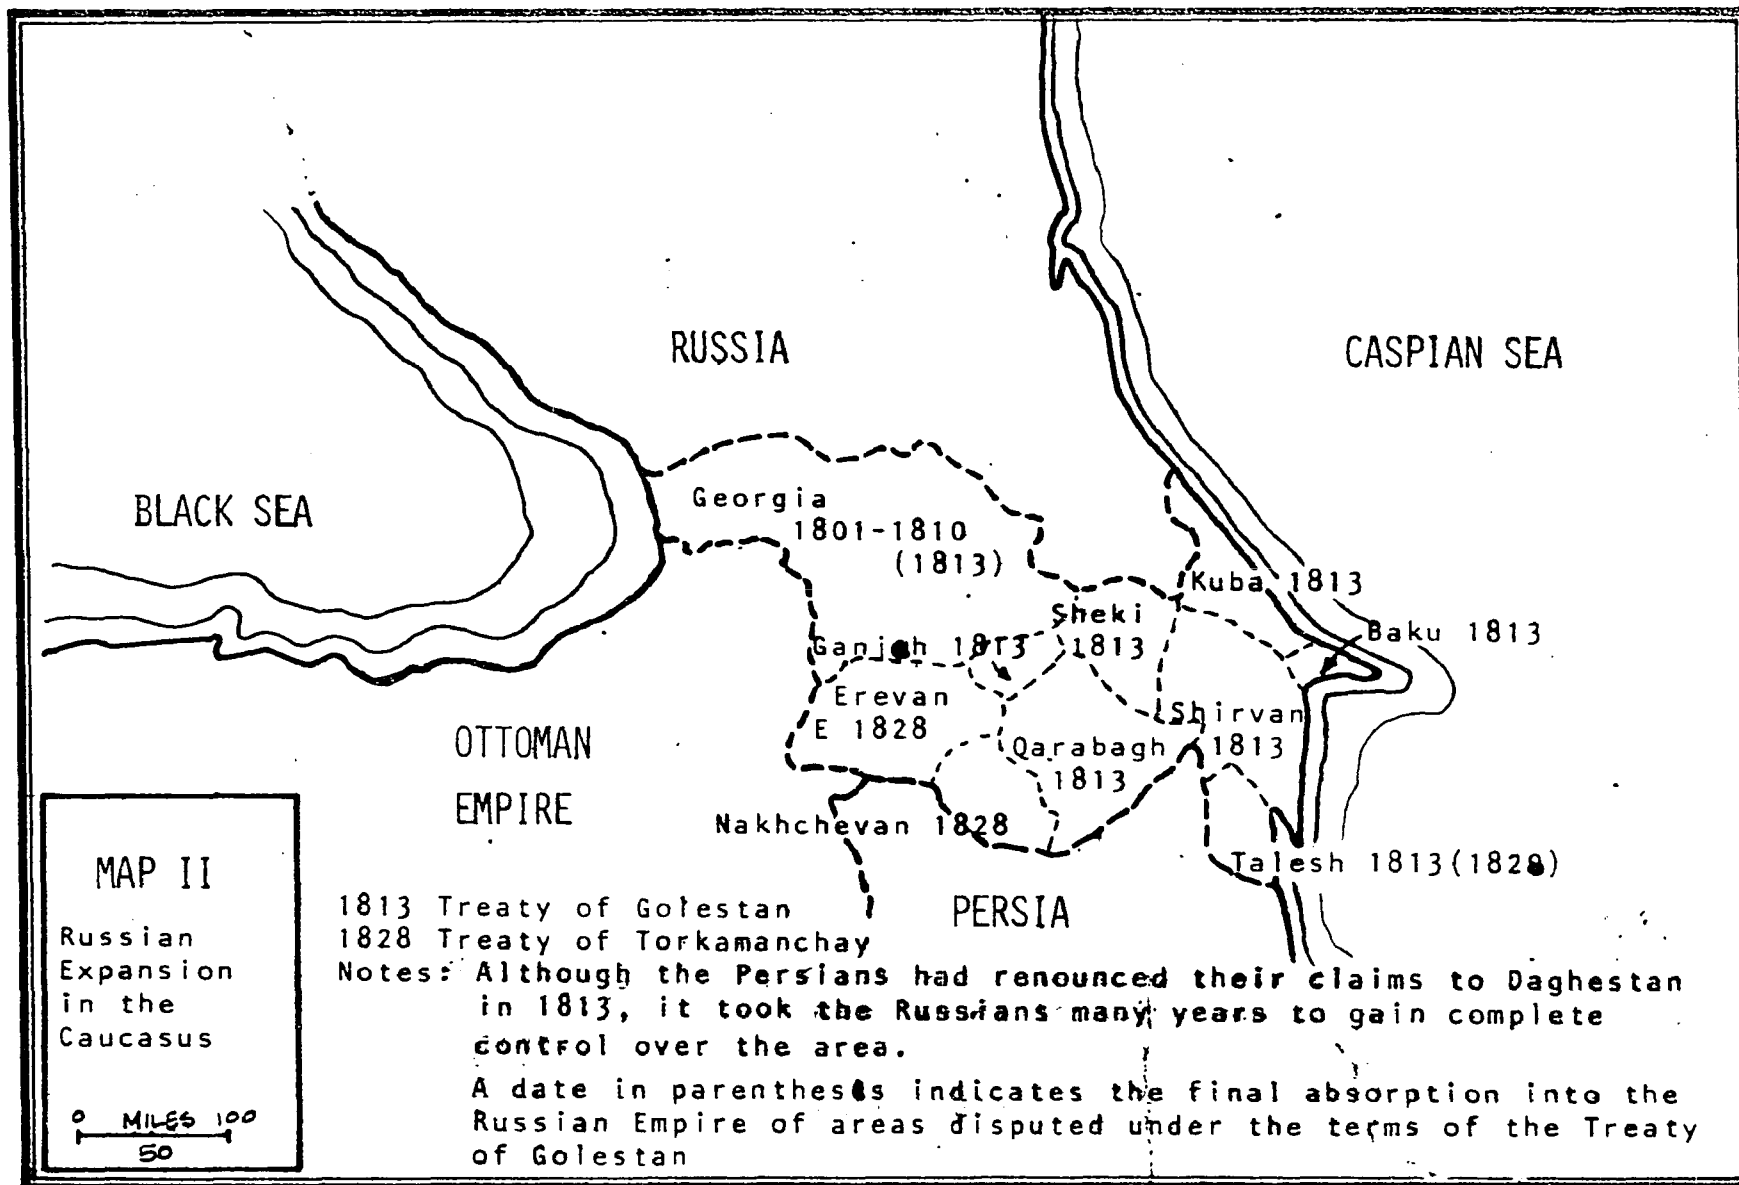 RUSSIA
CASPIAN SEA
BLACK SEA
Georgia
1801-1810
(1813)
Kuba 1813
Sheki
1813
Baku 1813
Ganjeh 1813
Erevan
E 1828
Shirvan
1813
Qarabagh
1813
OTTOMAN
EMPIRE
Nakhchevan 1828
Talesh 1813(1828)
PERSIA
MAP II
Russian
Expansion
in the
Caucasus
0 MILES 100
50
1813 Treaty of Golestan
1828 Treaty of Torkamanchay
Notes: Although the Persians had renounced their claims to Daghestan
in 1813, it took the Russians many years to gain complete
control over the area.
A date in parenthesis indicates the final absorption into the
Russian Empire of areas disputed under the terms of the Treaty
of Golestan